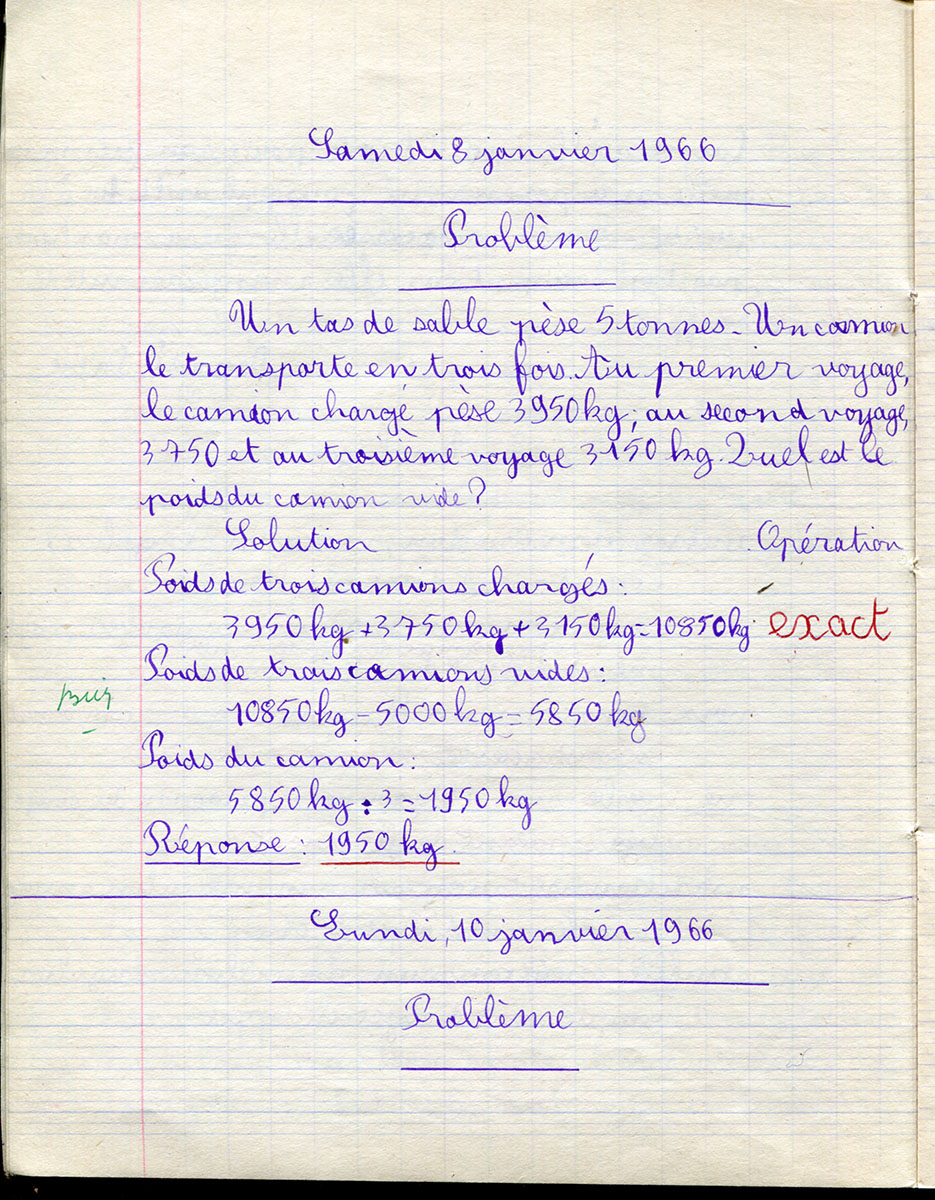 Samedi 8 janvier 1966
Problème
Un tas de sable pèse 5 tonnes. Un camion
le transporte en trois fois. Au premier voyage,
le camion chargé pèse 3950 kg; au second voyage,
3750 et au troisième voyage 3150 kg. Quel est le
poids du camion vide?
Solution Opération
Poids de trois camions chargés:
3950 kg + 3750 kg + 3150 kg = 10850 kg. exact
Poids de trois camions vides:
10850 kg - 5000 kg = 5850 kg
Poids du camion:
5850 kg : 3 = 1950 kg
Réponse: 1950 kg.
Lundi, 10 janvier 1966
Problème